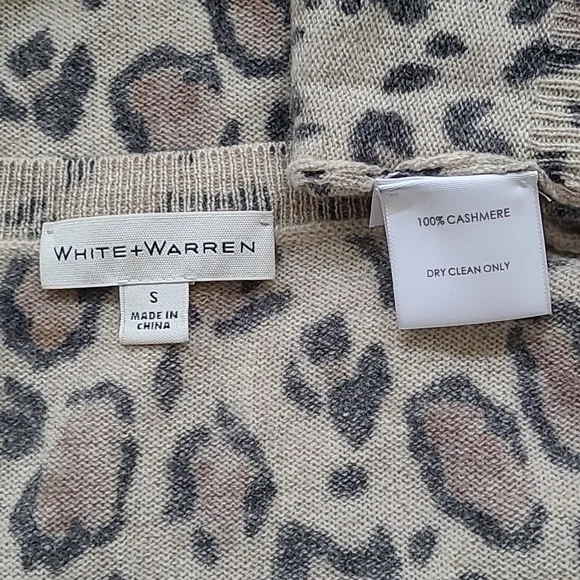 WHITE+WARREN
S
MADE IN
CHINA
100% CASHMERE
DRY CLEAN ONLY